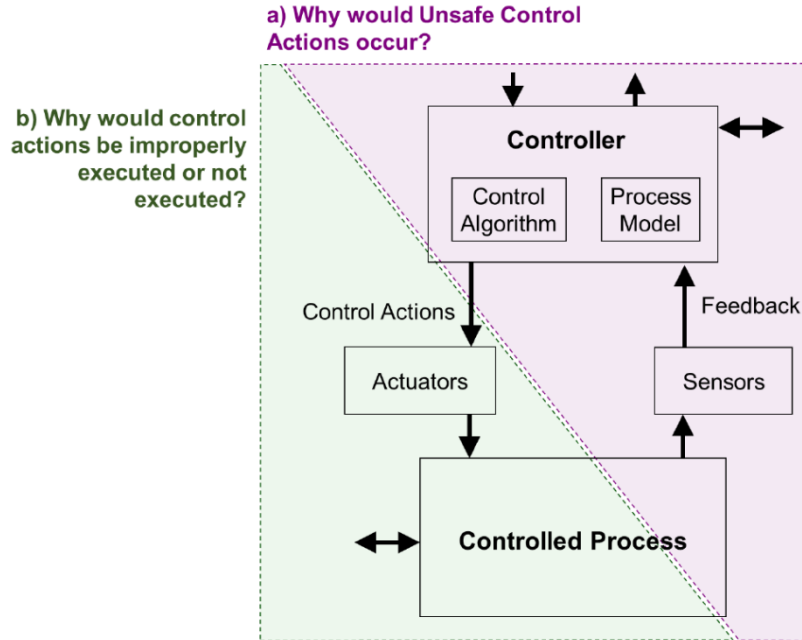 a) Why would Unsafe Control
Actions occur?
b) Why would control
actions be improperly
executed or not
executed?
Controller
Control
Algorithm
Process
Model
Control Actions
Feedback
Actuators
Sensors
Controlled Process